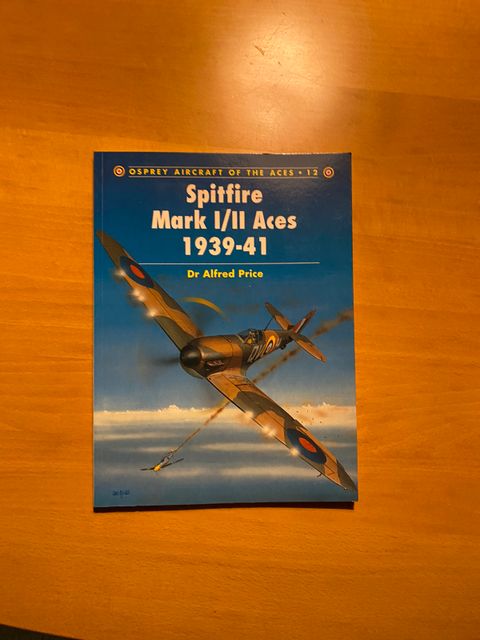 OSPREY AIRCRAFT OF THE ACES • 12
Spitfire
Mark I/II Aces
1939-41
Dr Alfred Price